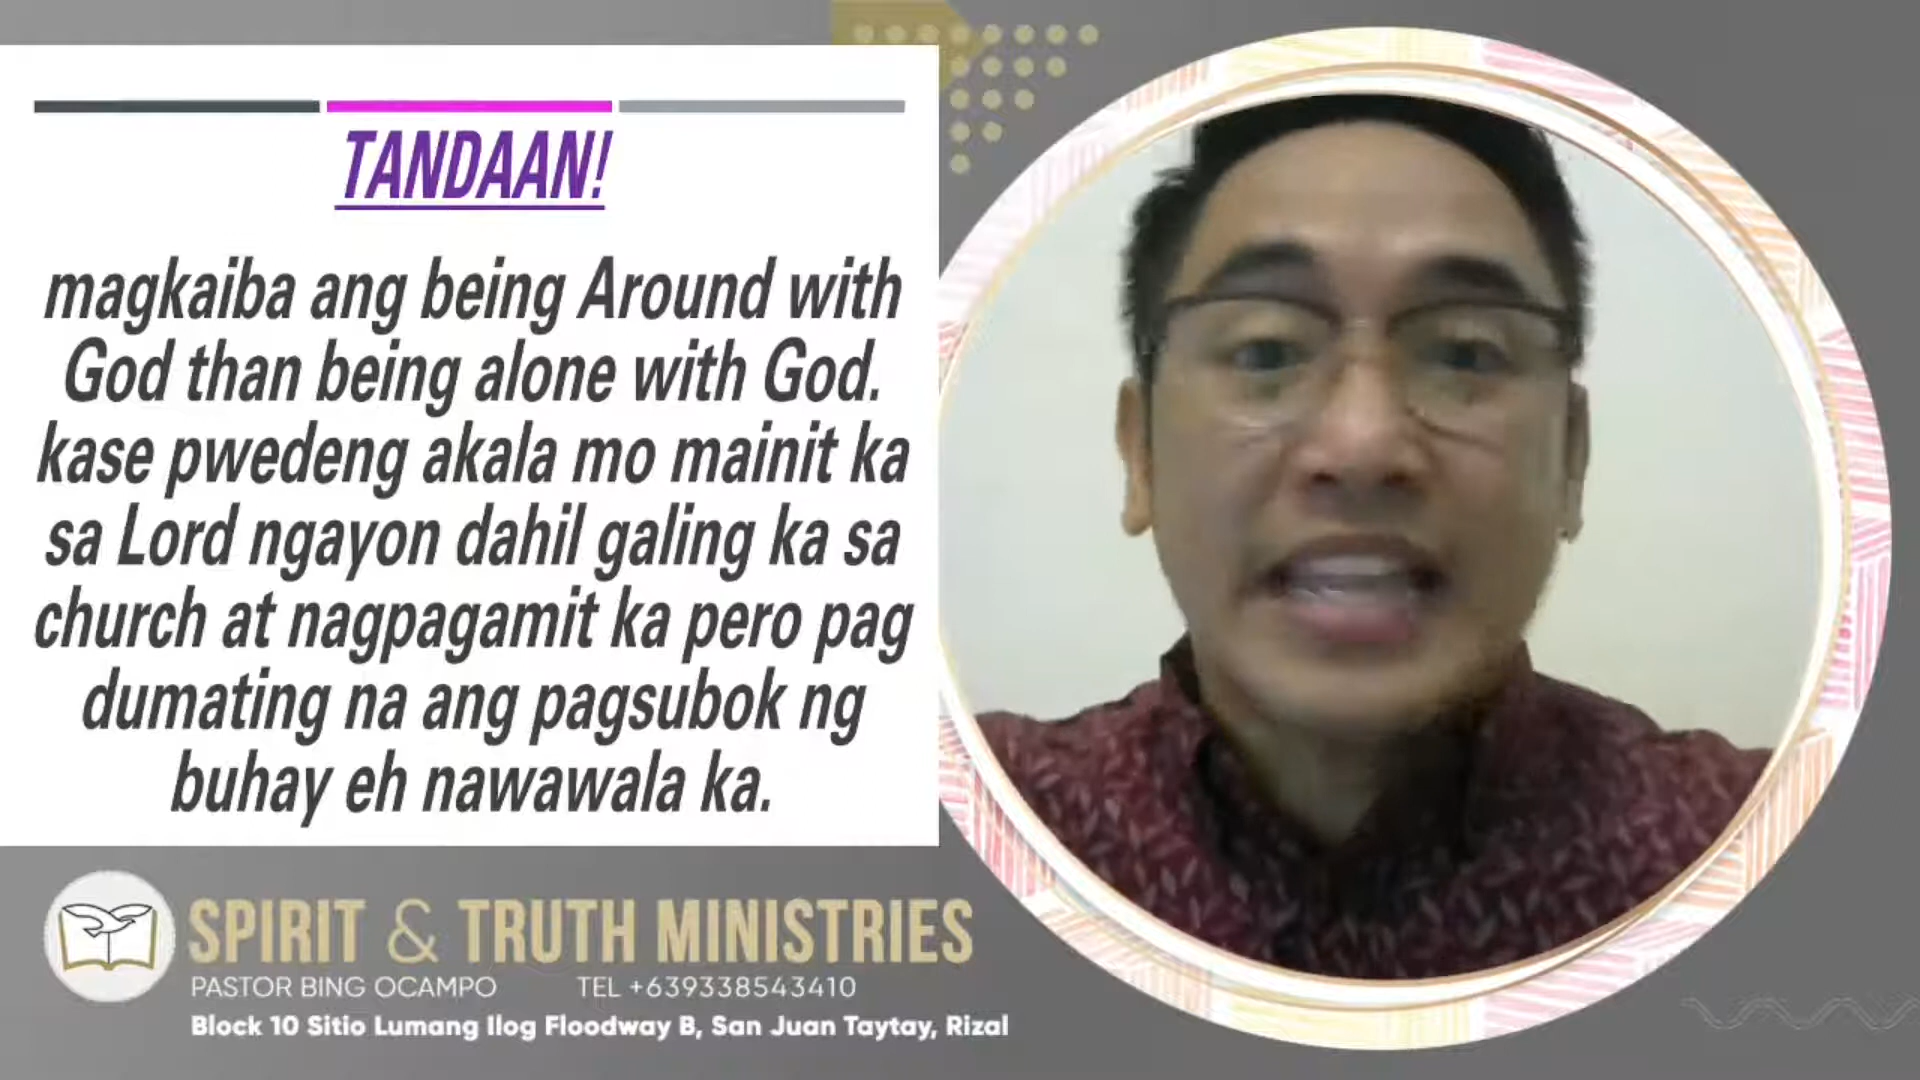 TANDAAN!
magkaiba ang being Around with
God than being alone with God.
kase pwedeng akala mo mainit ka
sa Lord ngayon dahil galing ka sa
church at nagpagamit ka pero pag
dumating na ang pagsubok ng
buhay eh nawawala ka.
SPIRIT & TRUTH MINISTRIES
PASTOR BING OCAMPO TEL +639338543410
Block 10 Sitio Lumang Ilog Floodway B, San Juan Taytay, Rizal